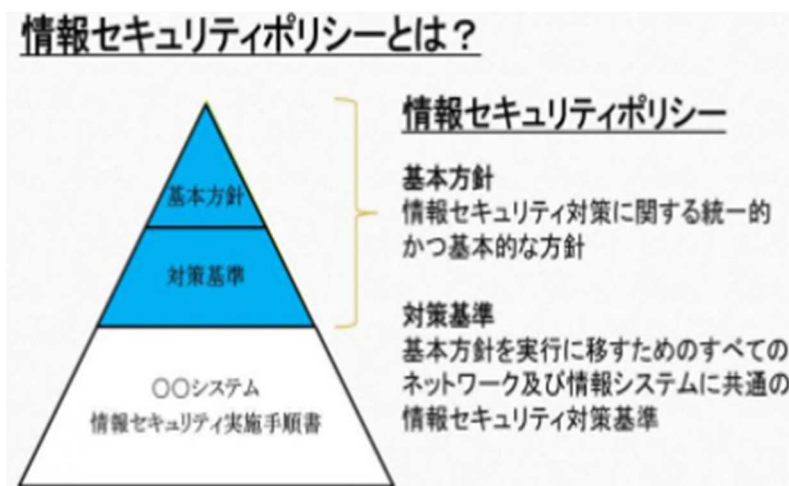 情報セキュリティポリシーとは？
基本方針
対策基準
〇〇システム
情報セキュリティ実施手順書
情報セキュリティポリシー
基本方針
情報セキュリティ対策に関する統一的
かつ基本的な方針
対策基準
基本方針を実行に移すためのすべての
ネットワーク及び情報システムに共通の
情報セキュリティ対策基準